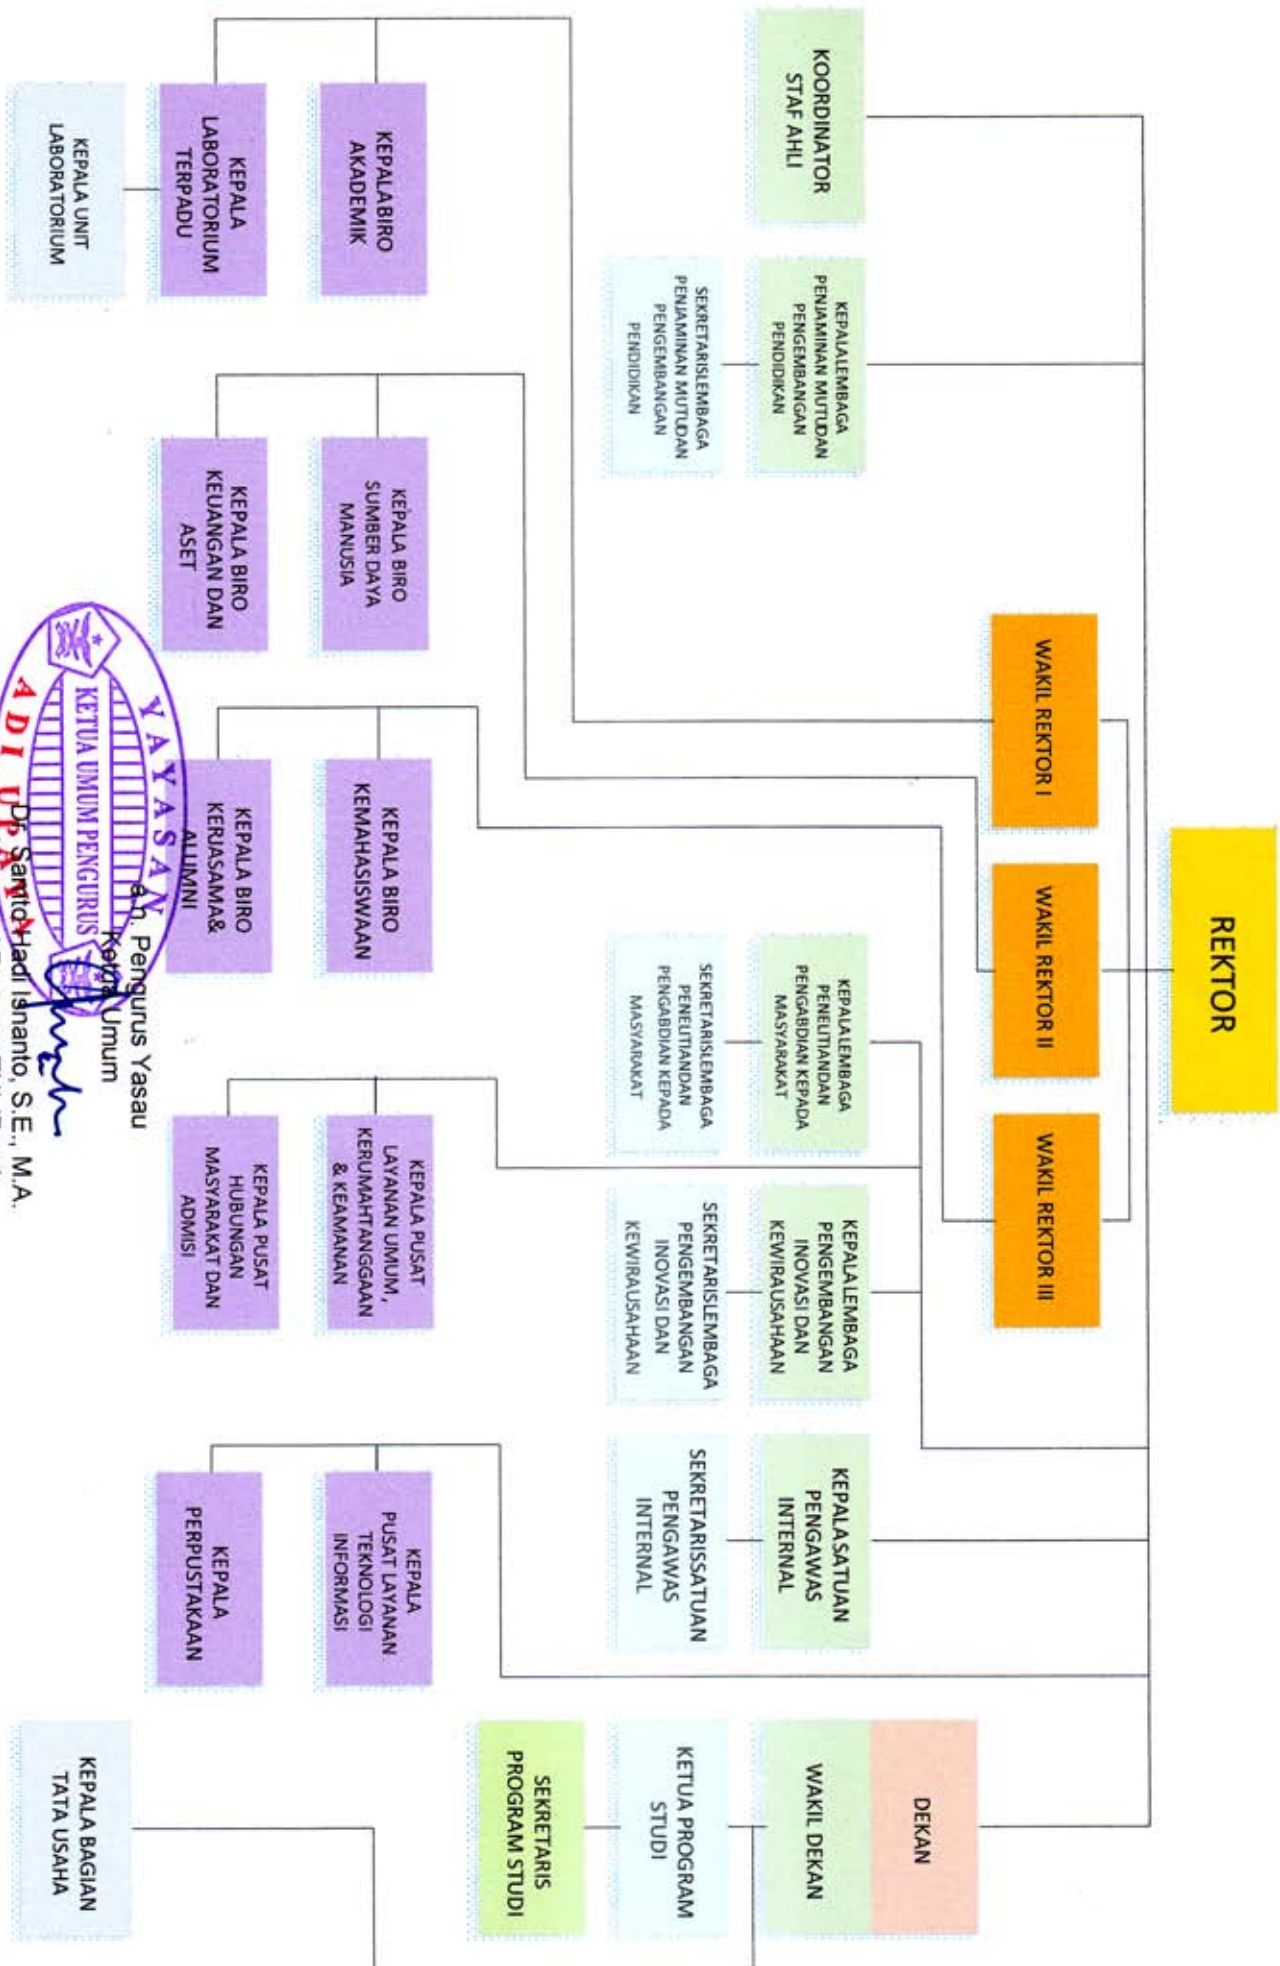 REKTOR
WAKIL REKTOR I
WAKIL REKTOR II
WAKIL REKTOR III
KOORDINATOR
STAF AHLI
KEPALALEMBAGA
PENJAMINAN MUTUDAN
PENGEMBANGAN
PENDIDIKAN
SEKRETARISLEMBAGA
PENJAMINAN MUTUDAN
PENGEMBANGAN
PENDIDIKAN
KEPALALEMBAGA
PENELITIANDAN
PENGABDIAN KEPADA
MASYARAKAT
SEKRETARISLEMBAGA
PENELITIANDAN
PENGABDIAN KEPADA
MASYARAKAT
KEPALALEMBAGA
PENGEMBANGAN
INOVASI DAN
KEWIRAUSAHAAN
SEKRETARISLEMBAGA
PENGEMBANGAN
INOVASI DAN
KEWIRAUSAHAAN
KEPALASATUAN
PENGAWAS
INTERNAL
SEKRETARISSATUAN
PENGAWAS
INTERNAL
DEKAN
WAKIL DEKAN
KETUA PROGRAM
STUDI
SEKRETARIS
PROGRAM STUDI
KEPALABIRO
AKADEMIK
KEPALA
LABORATORIUM
TERPADU
KEPALA UNIT
LABORATORIUM
KEPALA BIRO
SUMBER DAYA
MANUSIA
KEPALA BIRO
KEUANGAN DAN
ASET
KEPALA BIRO
KEMAHASISWAAN
KEPALA BIRO
KERJASAMA&
ALUMNI
KEPALA PUSAT
LAYANAN UMUM,
KERUMAHTANGGAAN
& KEAMANAN
KEPALA PUSAT
HUBUNGAN
MASYARAKAT DAN
ADMISI
KEPALA
PUSAT LAYANAN
TEKNOLOGI
INFORMASI
KEPALA
PERPUSTAKAAN
KEPALA BAGIAN
TATA USAHA
a.n. Pengurus Yasau
Ketua Umum
YAYASAN
KETUA UMUM PENGURUS
ADI UPAYA
Dr. Samto Hadi Isnanto, S.E., M.A.